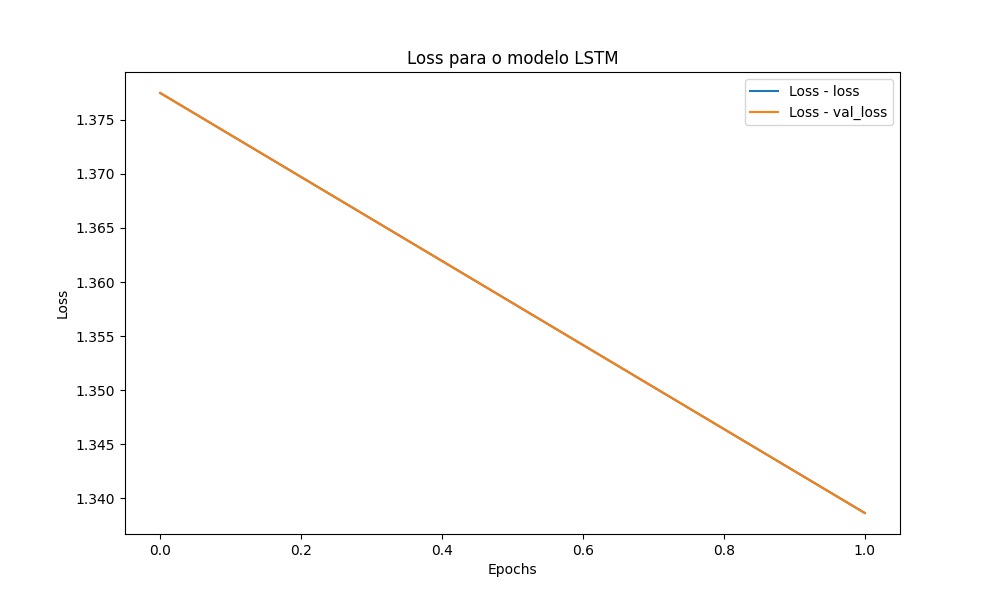 Loss para o modelo LSTM
Loss - loss
Loss - val_loss
1.375
1.370
1.365
1.360
1.355
1.350
1.345
1.340
Loss
0.0 0.2 0.4 0.6 0.8 1.0
Epochs